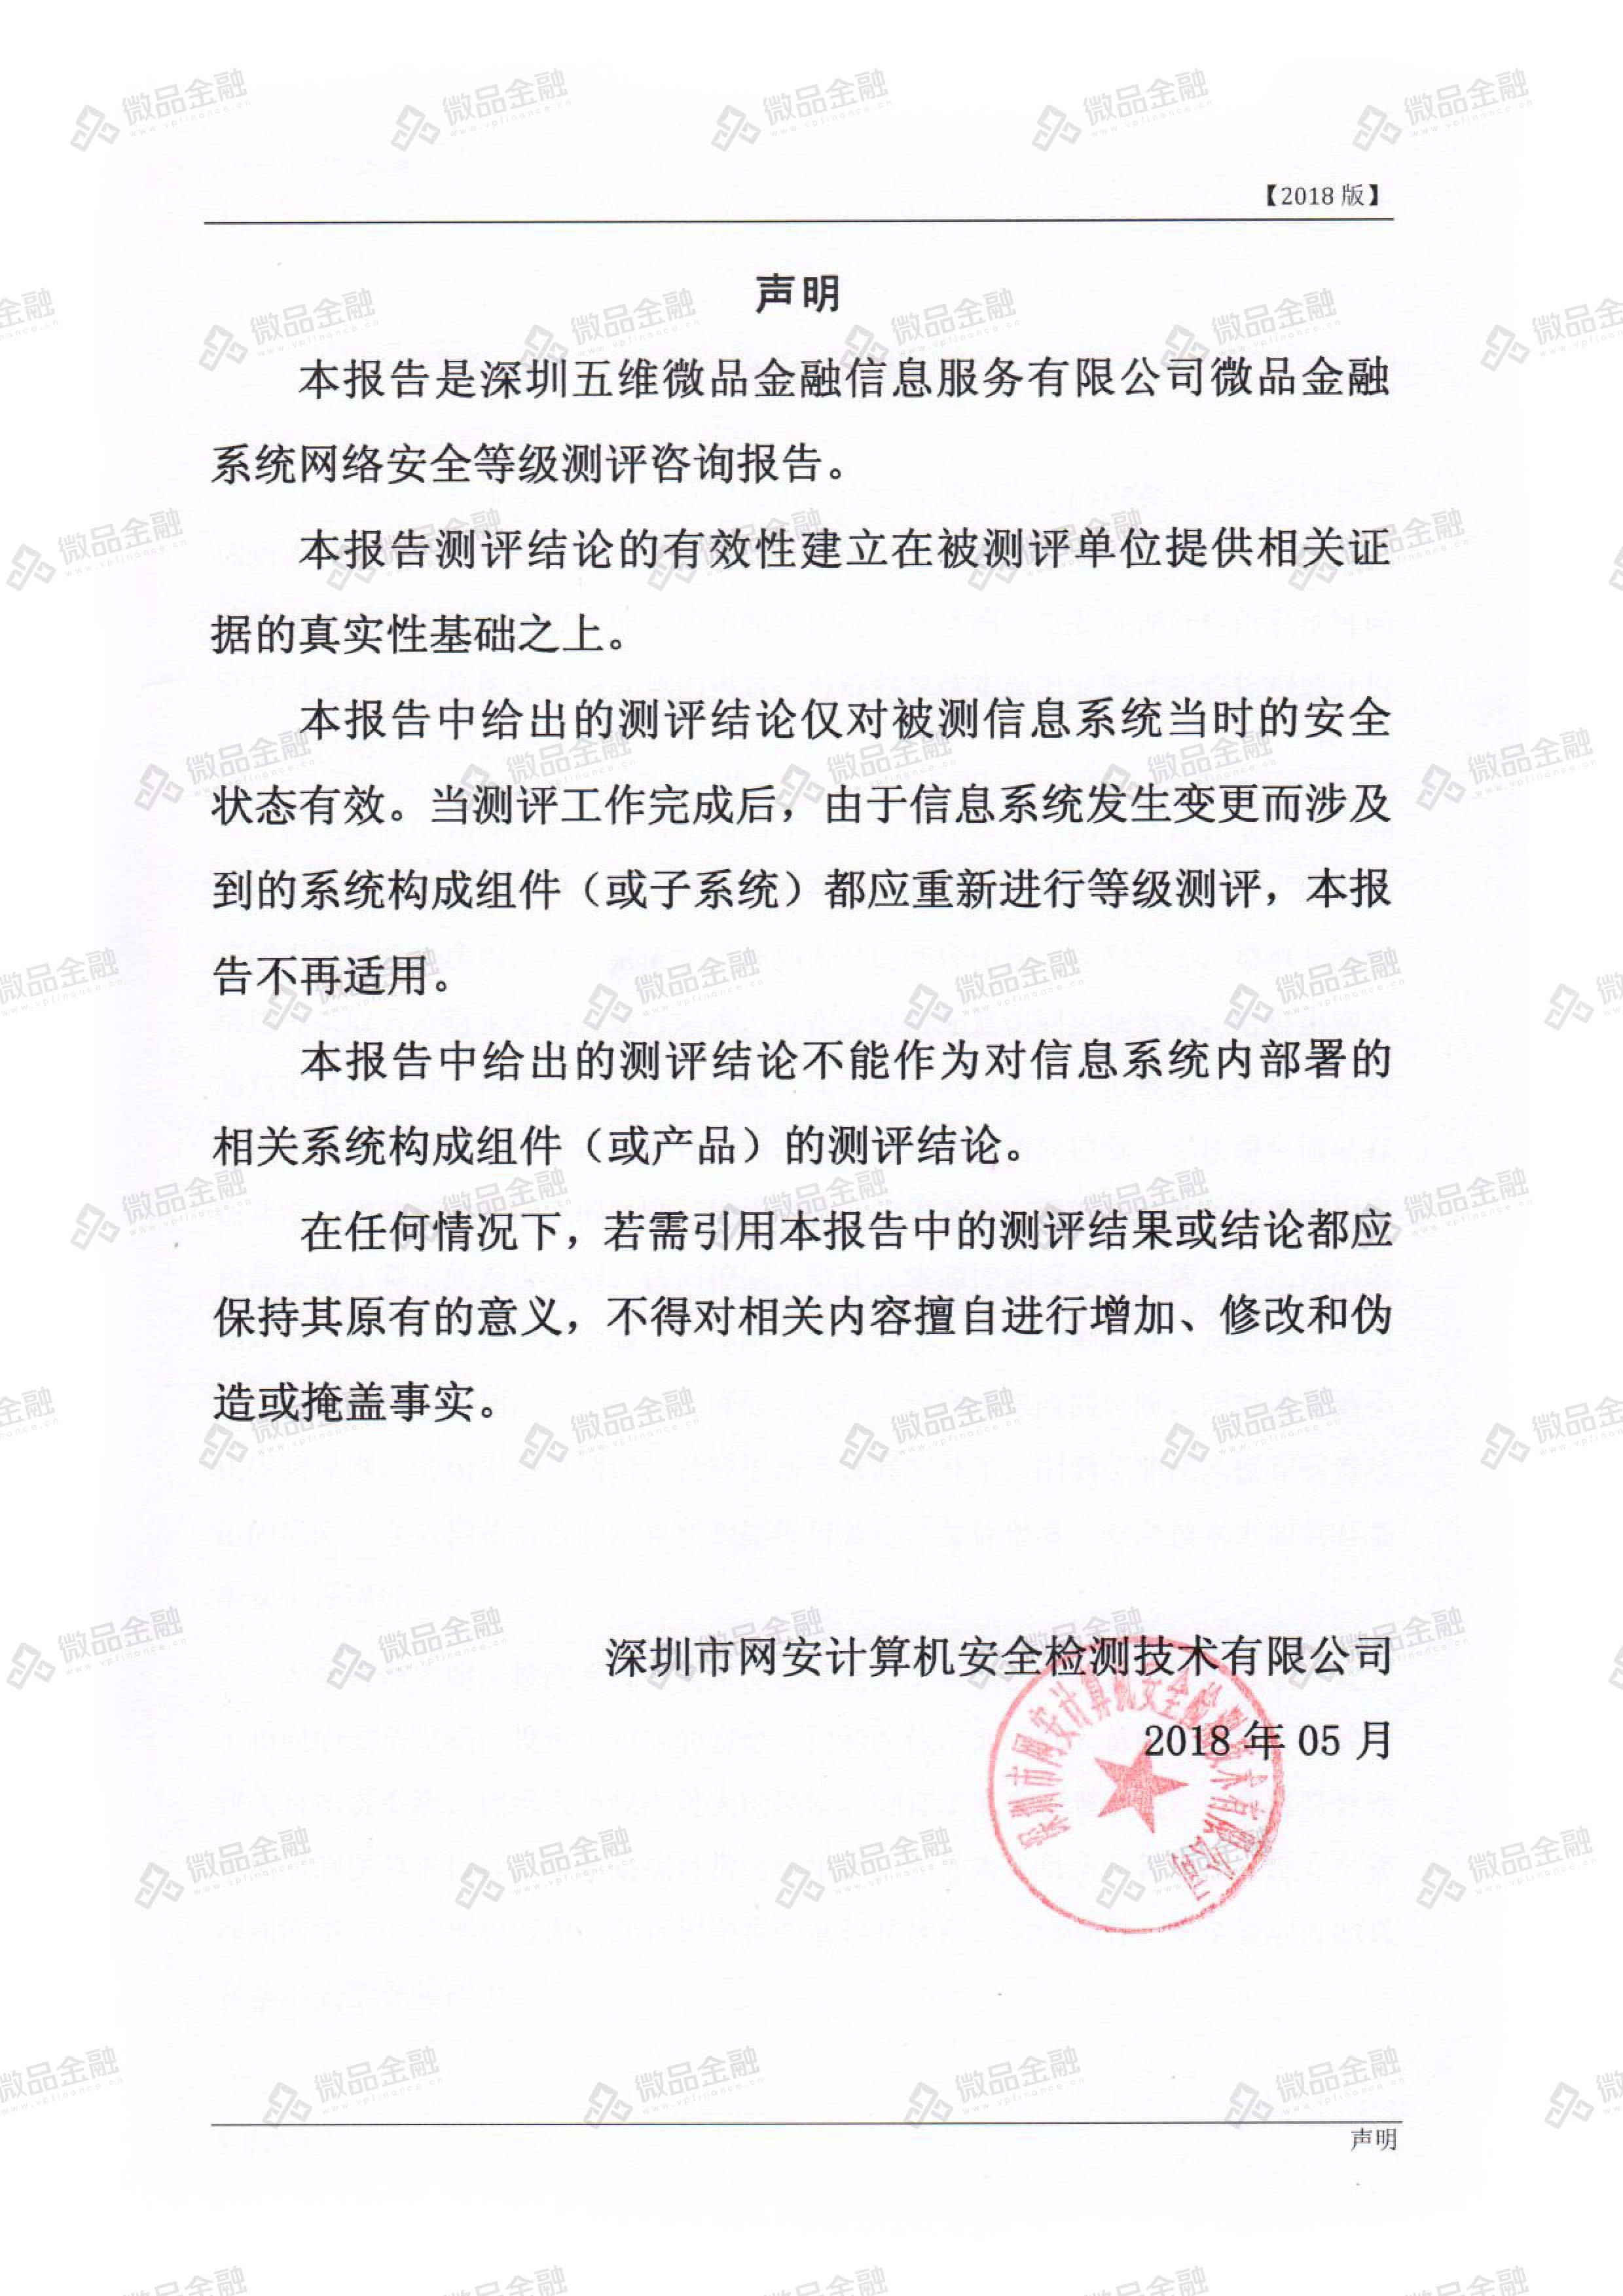 【2018 版】
声明
本报告是深圳五维微品金融信息服务有限公司微品金融
系统网络安全等级测评咨询报告。
本报告测评结论的有效性建立在被测评单位提供相关证
据的真实性基础之上。
本报告中给出的测评结论仅对被测信息系统当时的安全
状态有效。当测评工作完成后，由于信息系统发生变更而涉及
到的系统构成组件（或子系统）都应重新进行等级测评，本报
告不再适用。
本报告中给出的测评结论不能作为对信息系统内部署的
相关系统构成组件（或产品）的测评结论。
在任何情况下，若需引用本报告中的测评结果或结论都应
保持其原有的意义，不得对相关内容擅自进行增加、修改和伪
造或掩盖事实。
深圳市网安计算机安全检测技术有限公司
2018 年 05 月
深圳市网安计算机安全检测技术有限公司
声明
微品金融
www.vpfinance.cn